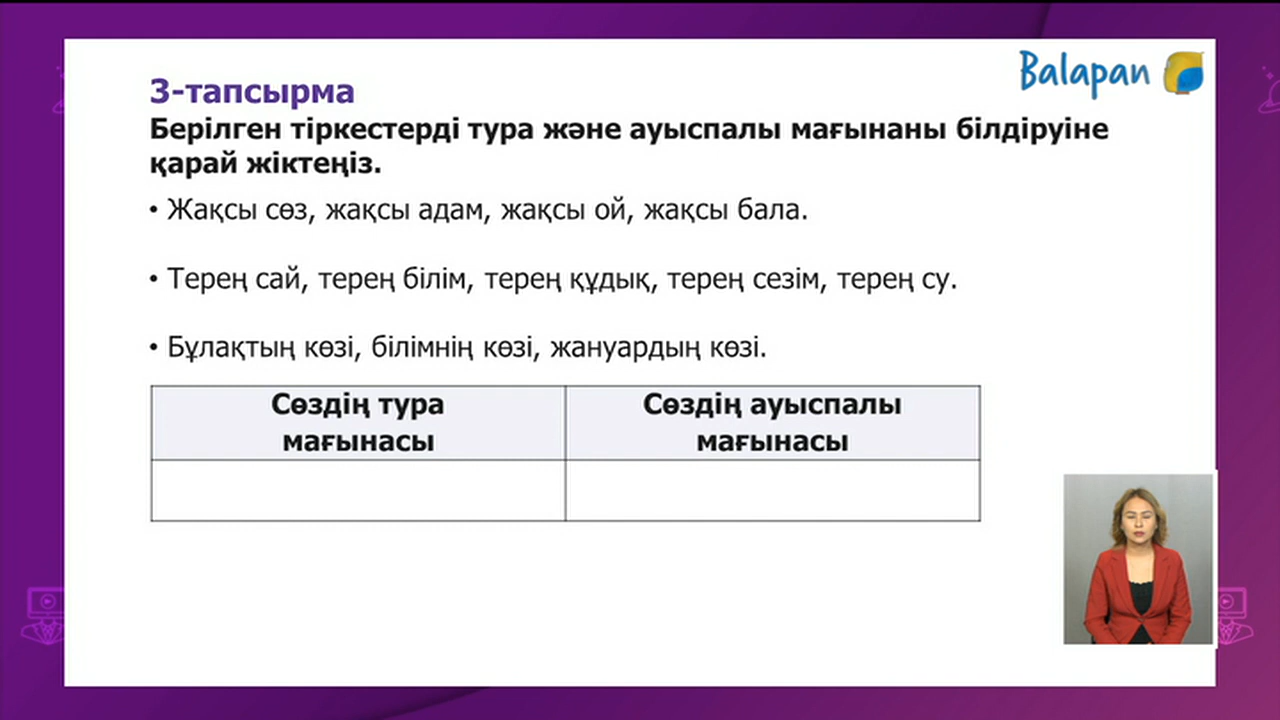 Balapan
3-тапсырма
Берілген тіркестерді тура және ауыспалы мағынаны білдіруіне
қарай жіктеңіз.
• Жақсы сөз, жақсы адам, жақсы ой, жақсы бала.
• Терең сай, терең білім, терең құдық, терең сезім, терең су.
• Бұлақтың көзі, білімнің көзі, жануардың көзі.
Сөздің тура
мағынасы
Сөздің ауыспалы
мағынасы